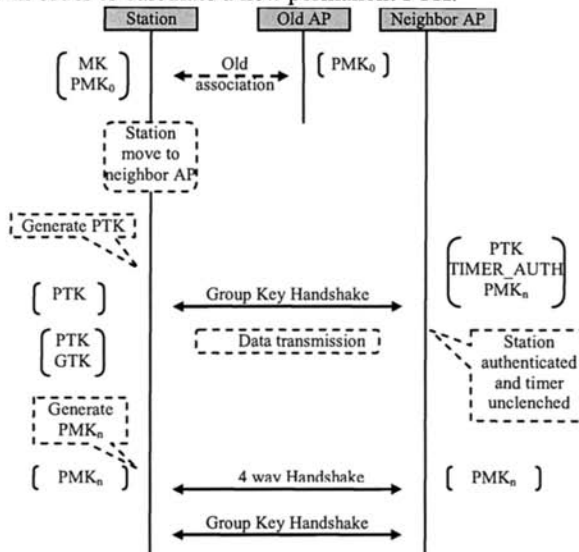 Station
Old AP
Neighbor AP
MK
PMK₀
Old
association
PMK₀
Station
move to
neighbor AP
Generate PTK
PTK
TIMER_AUTH
PMKₙ
PTK
Group Key Handshake
PTK
GTK
Data transmission
Station
authenticated
and timer
unclenched
Generate
PMKₙ
PMKₙ
4 way Handshake
PMKₙ
Group Key Handshake